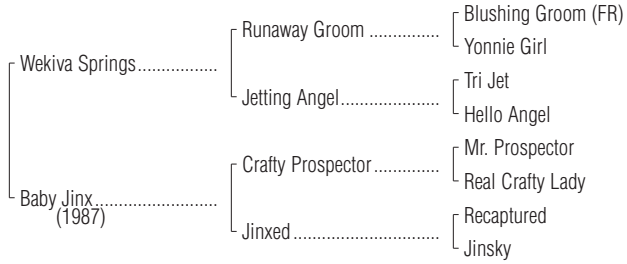 Blushing Groom (FR)
Runaway Groom ................
Yonnie Girl
Wekiva Springs.................
Tri Jet
Jetting Angel......................
Hello Angel
Mr. Prospector
Crafty Prospector...............
Real Crafty Lady
Baby Jinx..........................
(1987)
Recaptured
Jinxed.................................
Jinsky